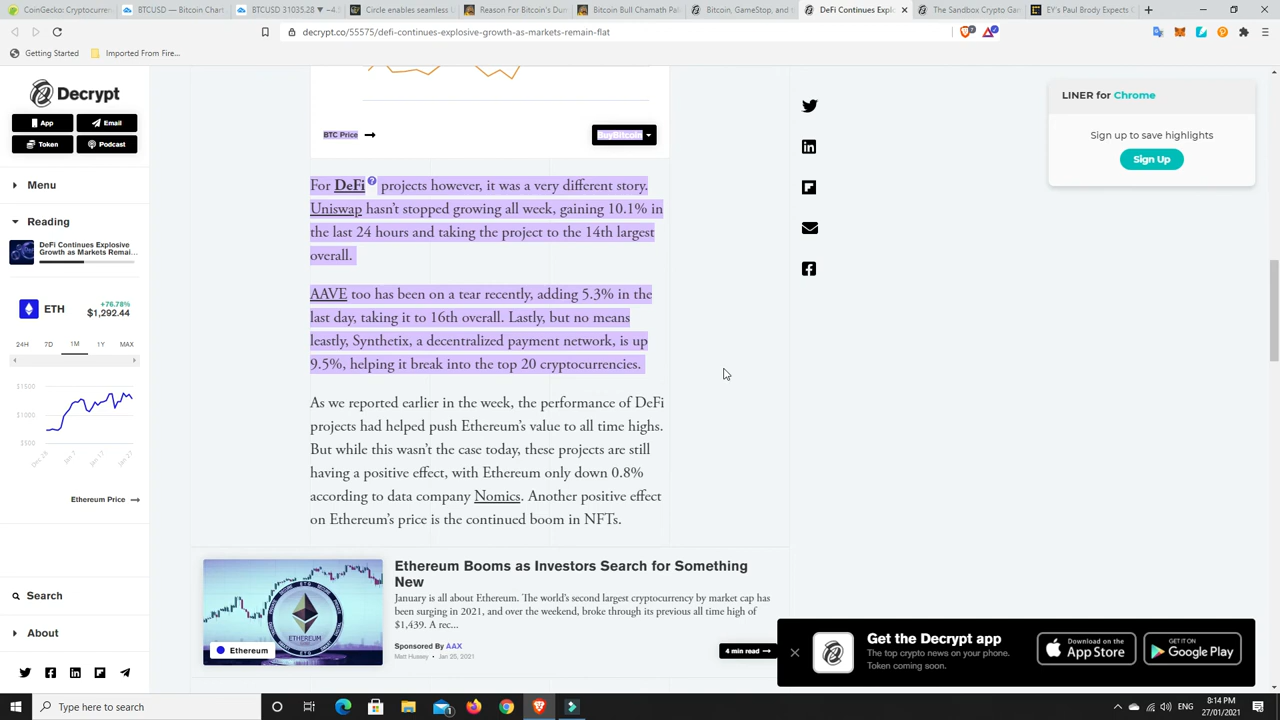 CoinGecko: Cryptocurren
BTCUSD — Bitcoin Chart
BTCUSD 31035.28 ▼ −4.
Circle enables seamless U
Reason For Bitcoin's Dun
Bitcoin Bull Chamath Pal
Bitcoin, GameStop, and t
DeFi Continues Explo
The Sandbox Crypto Gan
EY's Paul Brody Expects E
decrypt.co/55575/defi-continues-explosive-growth-as-markets-remain-flat
Getting Started
Imported From Fire...
Decrypt
App
Email
Token
Podcast
Menu
Reading
DeFi Continues Explosive
Growth as Markets Remai...
ETH
+76.78%
$1,292.44
24H 7D 1M 1Y MAX
$1500
$1000
$500
Jan 7
Jan 17
Jan 27
Ethereum Price
Search
About
BTC Price
BuyBitcoin
For DeFi projects however, it was a very different story.
Uniswap hasn't stopped growing all week, gaining 10.1% in
the last 24 hours and taking the project to the 14th largest
overall.
AAVE too has been on a tear recently, adding 5.3% in the
last day, taking it to 16th overall. Lastly, but no means
leastly, Synthetix, a decentralized payment network, is up
9.5%, helping it break into the top 20 cryptocurrencies.
As we reported earlier in the week, the performance of DeFi
projects had helped push Ethereum's value to all time highs.
But while this wasn't the case today, these projects are still
having a positive effect, with Ethereum only down 0.8%
according to data company Nomics. Another positive effect
on Ethereum's price is the continued boom in NFTs.
Ethereum
Ethereum Booms as Investors Search for Something
New
January is all about Ethereum. The world's second largest cryptocurrency by market cap has
been surging in 2021, and over the weekend, broke through its previous all time high of
$1,439. A rec...
Sponsored By AAX
Matt Hussey • Jan 25, 2021
4 min read
LINER for Chrome
Sign up to save highlights
Sign Up
Get the Decrypt app
The top crypto news on your phone.
Token coming soon.
Download on the
App Store
GET IT ON
Google Play
Type here to search
8:14 PM
27/01/2021